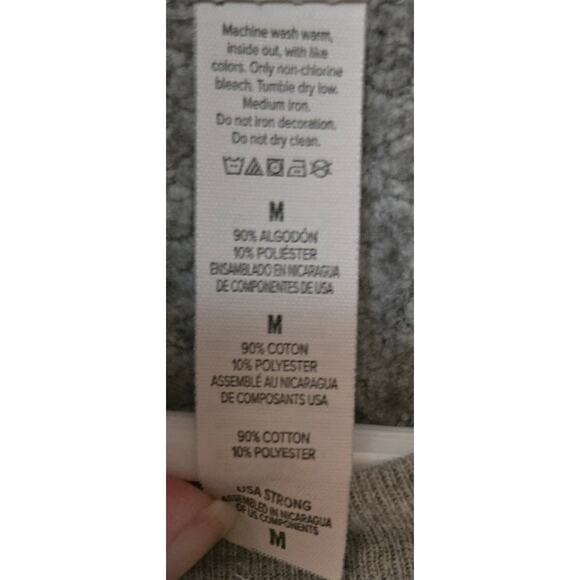 Machine wash warm,
inside out, with like
colors. Only non-chlorine
bleach. Tumble dry low.
Medium iron.
Do not iron decoration.
Do not dry clean.
M
90% ALGODÓN
10% POLIÉSTER
ENSAMBLADO EN NICARAGUA
DE COMPONENTES DE USA
M
90% COTON
10% POLYESTER
ASSEMBLÉ AU NICARAGUA
DE COMPOSANTS USA
90% COTTON
10% POLYESTER
USA STRONG
ASSEMBLED IN NICARAGUA
OF US COMPONENTS
M